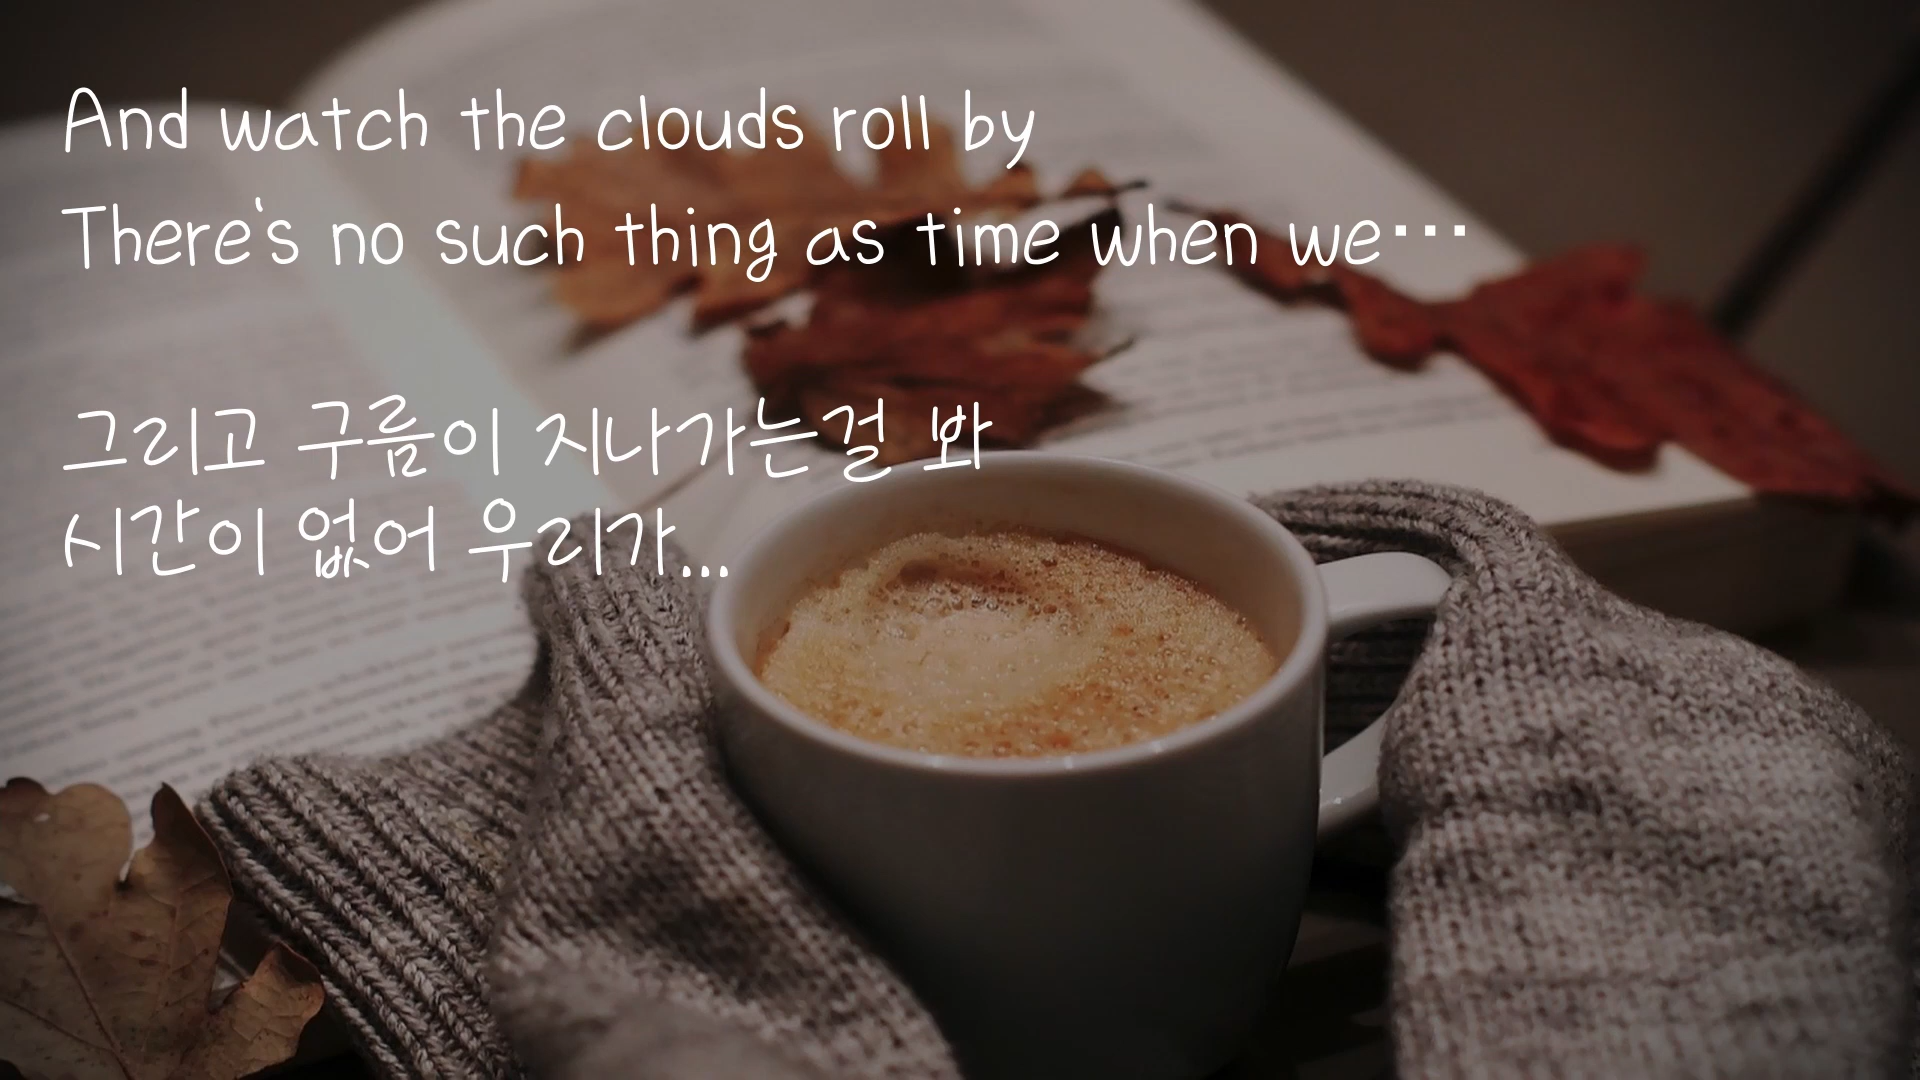 And watch the clouds roll by
There's no such thing as time when we…
그리고 구름이 지나가는걸 봐
시간이 없어 우리가...